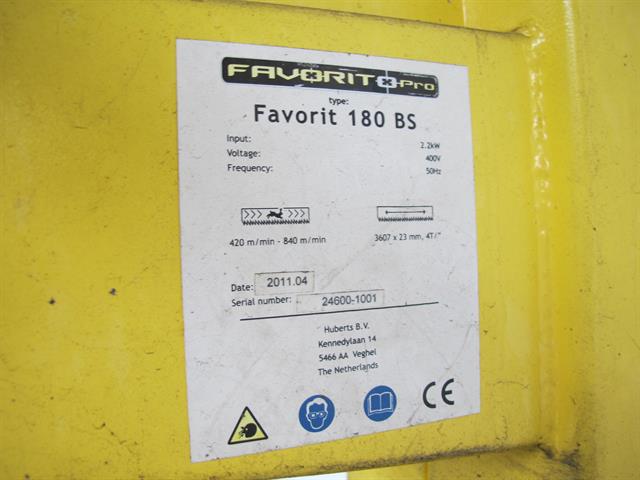 FAVORIT x-Pro
type:
Favorit 180 BS
Input: 2.2kW
Voltage: 400V
Frequency: 50Hz
420 m/min - 840 m/min 3607 x 23 mm, 4T/"
Date: 2011.04
Serial number: 24600-1001
Huberts B.V.
Kennedylaan 14
5466 AA Veghel
The Netherlands
CE